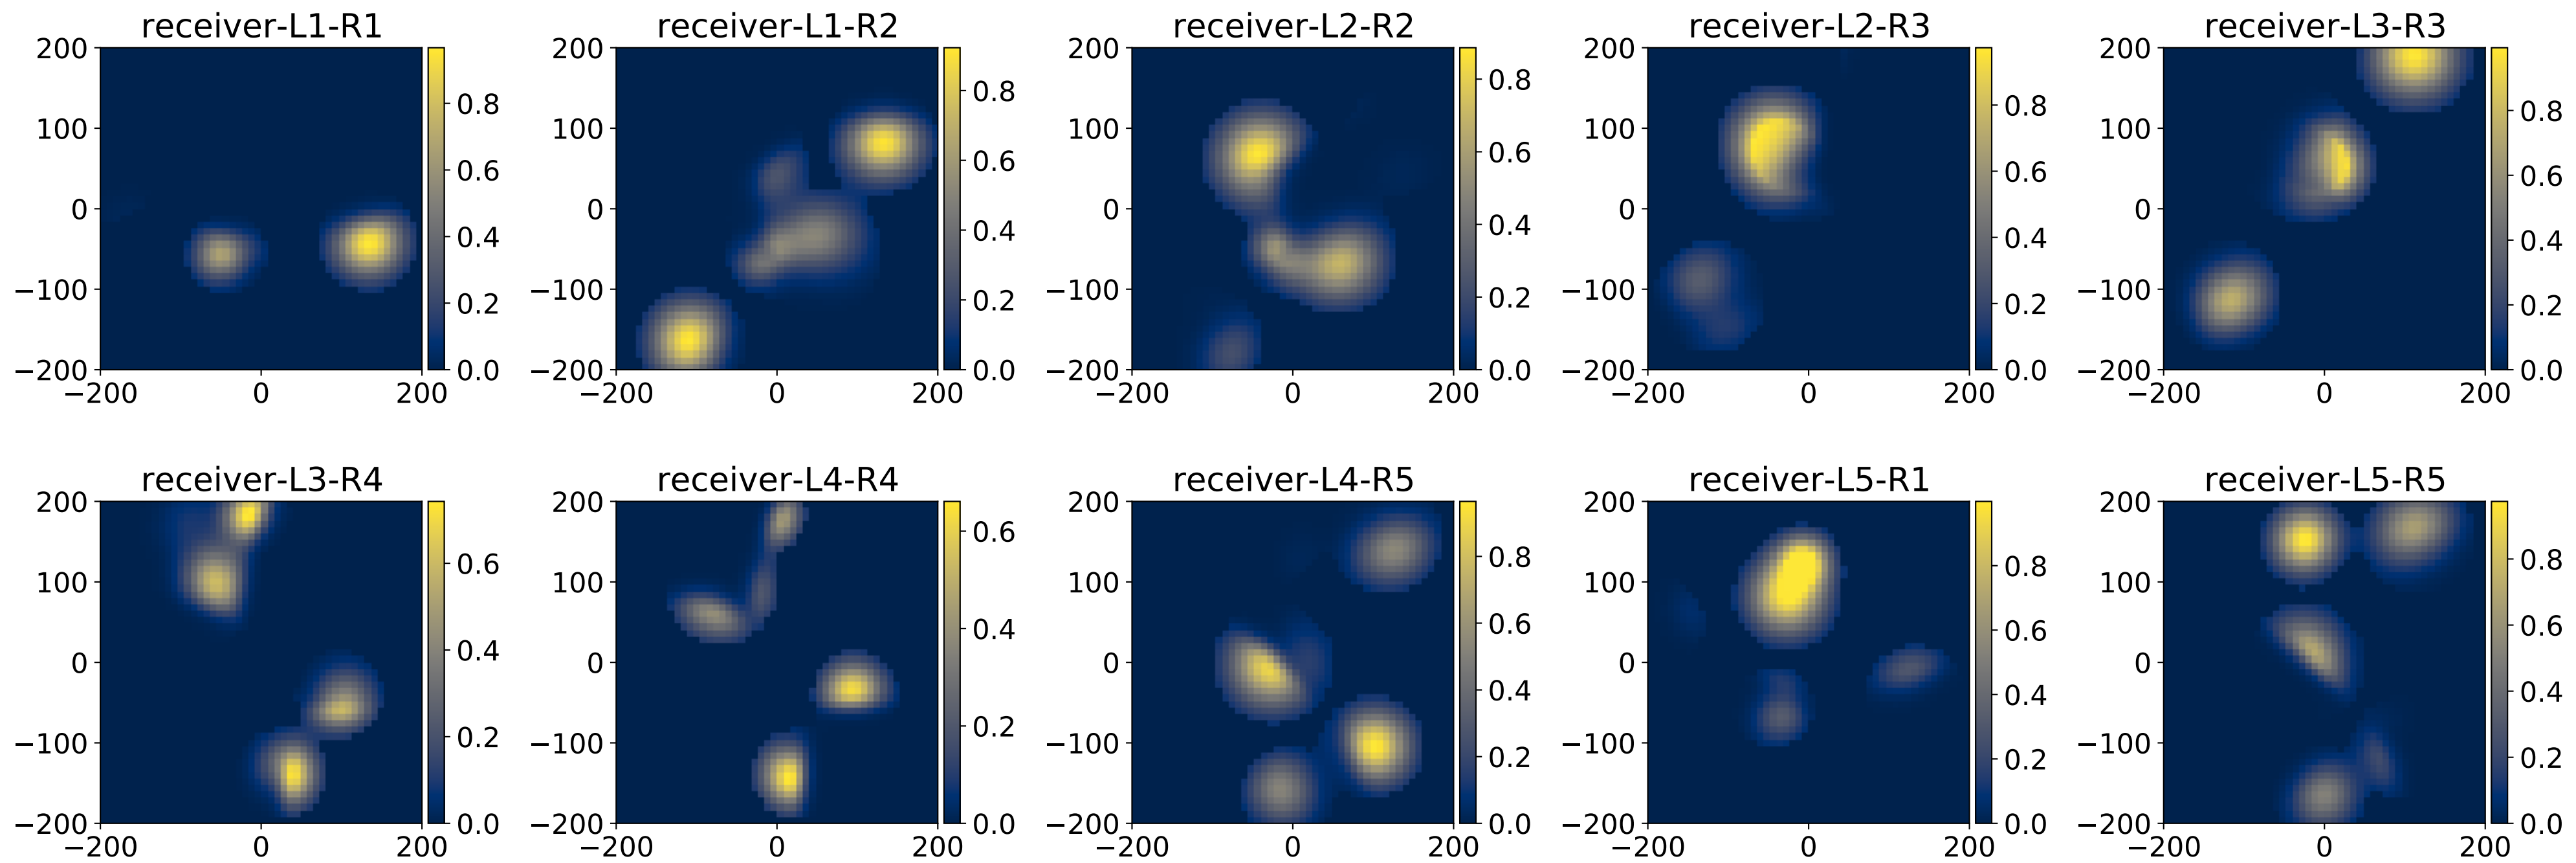 receiver-L1-R1 receiver-L1-R2 receiver-L2-R2 receiver-L2-R3 receiver-L3-R3
200 200 200 200 200
100 100 100 100 100
0 0 0 0 0
−100 −100 −100 −100 −100
−200 −200 −200 −200 −200
−200 0 200 −200 0 200 −200 0 200 −200 0 200 −200 0 200
0.8 0.8 0.8 0.8 0.8
0.6 0.6 0.6 0.6 0.6
0.4 0.4 0.4 0.4 0.4
0.2 0.2 0.2 0.2 0.2
0.0 0.0 0.0 0.0 0.0
receiver-L3-R4 receiver-L4-R4 receiver-L4-R5 receiver-L5-R1 receiver-L5-R5
200 200 200 200 200
100 100 100 100 100
0 0 0 0 0
−100 −100 −100 −100 −100
−200 −200 −200 −200 −200
−200 0 200 −200 0 200 −200 0 200 −200 0 200 −200 0 200
0.8 0.8 0.8
0.6 0.6 0.6 0.6 0.6
0.4 0.4 0.4 0.4 0.4
0.2 0.2 0.2 0.2 0.2
0.0 0.0 0.0 0.0 0.0